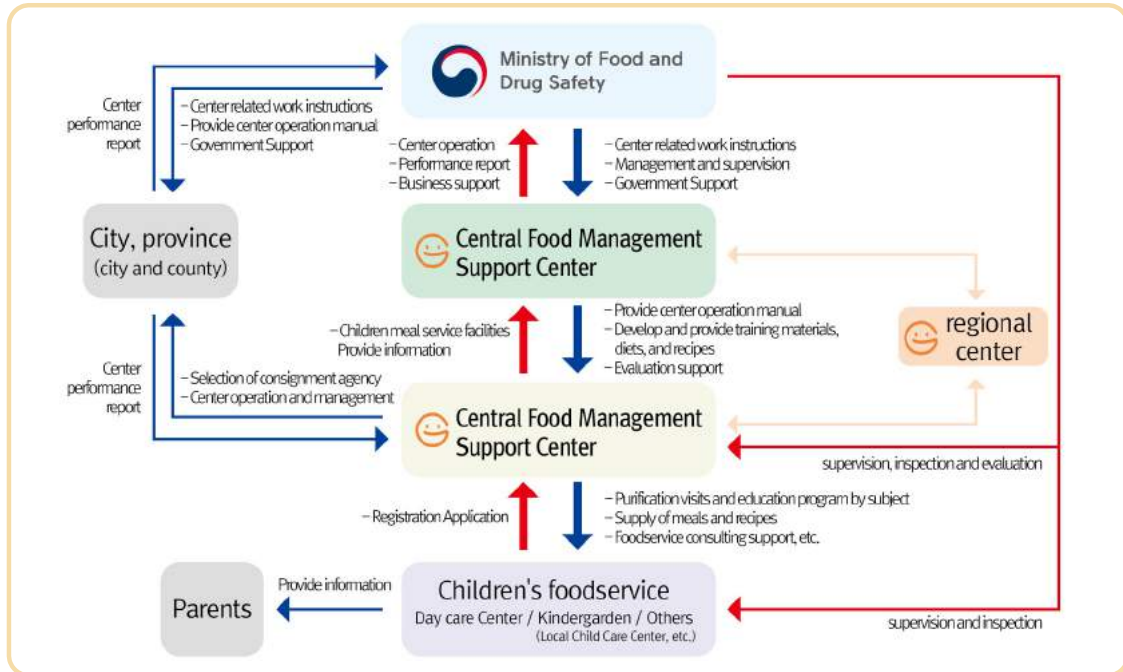 Ministry of Food and
Drug Safety
Center
performance
report
– Center related work instructions
– Provide center operation manual
– Government Support
– Center operation
– Performance report
– Business support
– Center related work instructions
– Management and supervision
– Government Support
City, province
(city and county)
Central Food Management
Support Center
regional
center
– Children meal service facilities
Provide information
– Provide center operation manual
– Develop and provide training materials,
diets, and recipes
– Evaluation support
Center
performance
report
– Selection of consignment agency
– Center operation and management
Central Food Management
Support Center
supervision, inspection and evaluation
– Registration Application
– Purification visits and education program by subject
– Supply of meals and recipes
– Foodservice consulting support, etc.
Parents
Provide information
Children's foodservice
Day care Center / Kindergarden / Others
(Local Child Care Center, etc.)
supervision and inspection